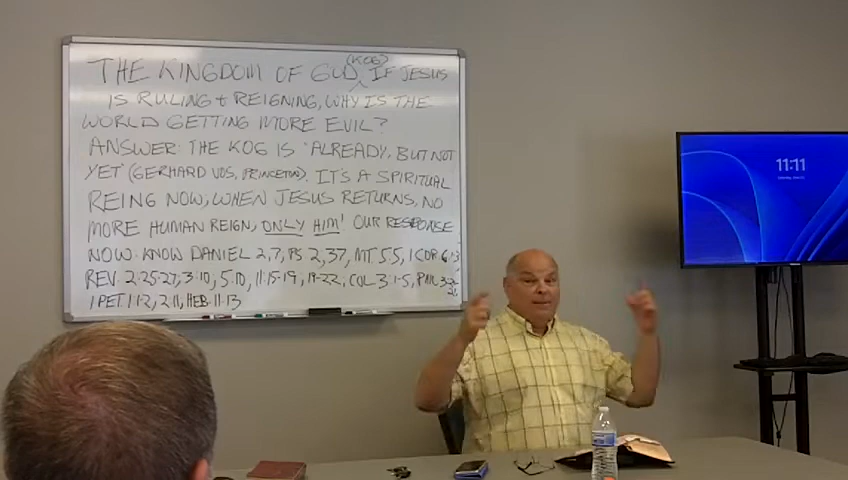 THE KINGDOM OF GOD (KOG), IF JESUS
IS RULING + REIGNING, WHY IS THE
WORLD GETTING MORE EVIL?
ANSWER: THE KOG IS "ALREADY, BUT NOT
YET" (GERHARD VOS, PRINCETON). IT'S A SPIRITUAL
REING NOW, WHEN JESUS RETURNS, NO
MORE HUMAN REIGN, ONLY HIM! OUR RESPONSE
NOW: KNOW DANIEL 2,7, PS 2,37, MT 5.5, 1 COR 6:3
REV. 2:25-27, 3:10, 5:10, 11:15-19, 19-22, COL 3:1-5, PHIL 3:
1 PET 1:1-2, 2:11, HEB. 11:13
11:11